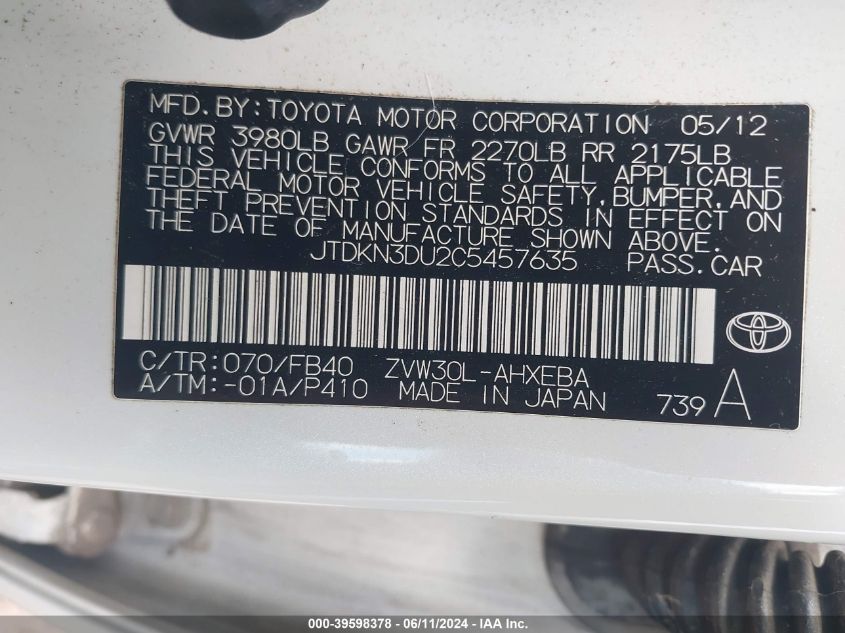 MFD. BY: TOYOTA MOTOR CORPORATION 05/12
GVWR 3980LB GAWR FR 2270LB RR 2175LB
THIS VEHICLE CONFORMS TO ALL APPLICABLE
FEDERAL MOTOR VEHICLE SAFETY, BUMPER, AND
THEFT PREVENTION STANDARDS IN EFFECT ON
THE DATE OF MANUFACTURE SHOWN ABOVE.
JTDKN3DU2C5457635 PASS. CAR
C/TR: 070/FB40 ZVW30L-AHXEBA
A/TM: -01A/P410 MADE IN JAPAN 739 A
000-39598378 - 06/11/2024 - IAA Inc.